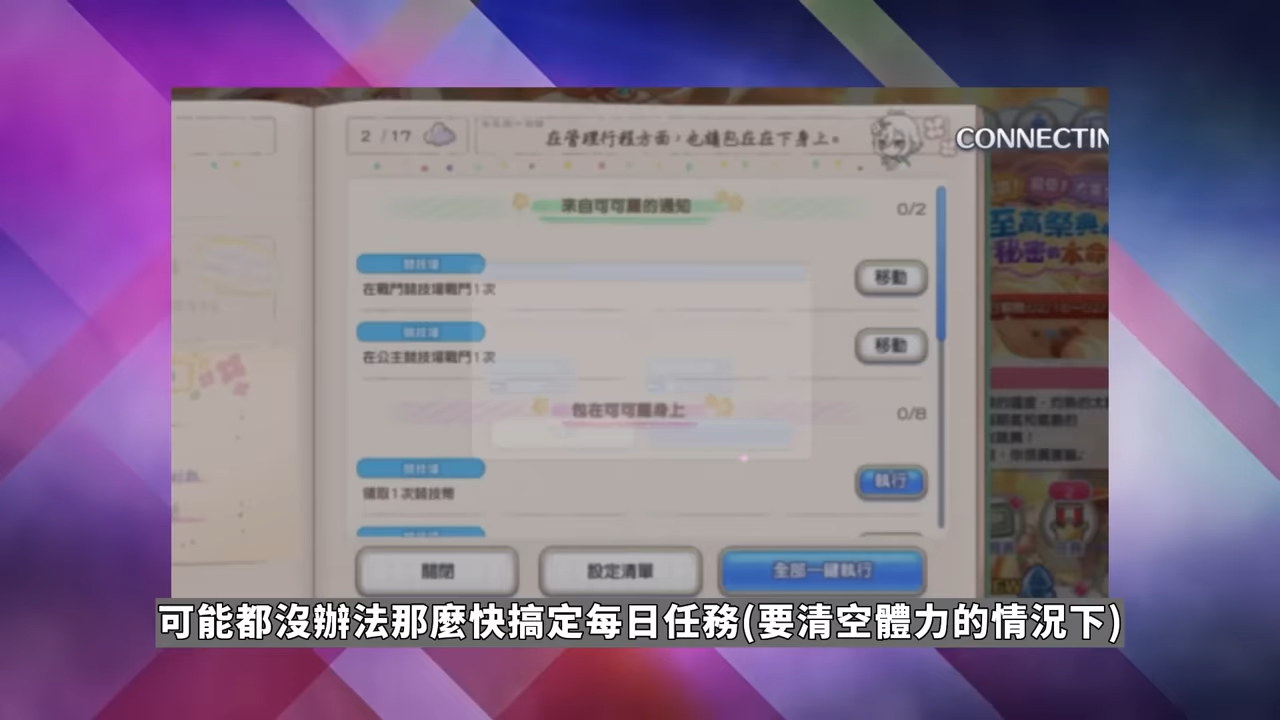 2 / 17
在管理行程方面，也請包在在下身上。
CONNECTIN
來自可可蘿的通知
0/2
競技場
在戰鬥競技場戰鬥1次
移動
競技場
在公主競技場戰鬥1次
移動
包在可可蘿身上
0/8
競技場
領取1次競技幣
執行
至高祭典
秘密的本命
關閉
設定清單
全部一鍵執行
可能都沒辦法那麼快搞定每日任務(要清空體力的情況下)